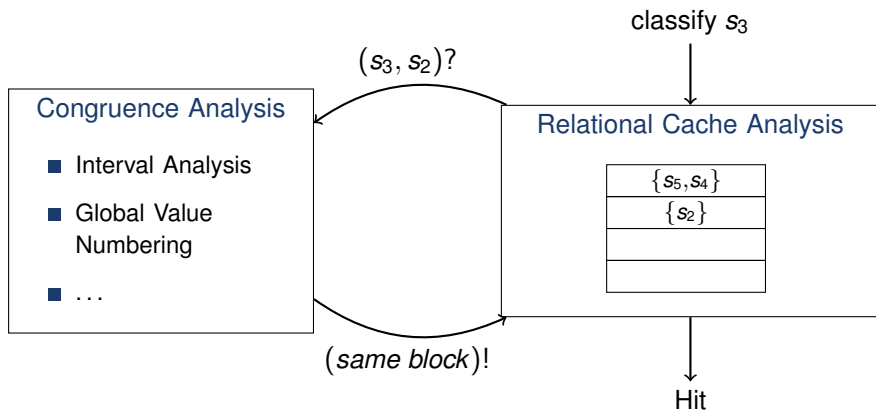 classify s₃
(s₃, s₂)?
Congruence Analysis
Interval Analysis
Global Value
Numbering
. . .
Relational Cache Analysis
{s₅,s₄}
{s₂}
(same block)!
Hit